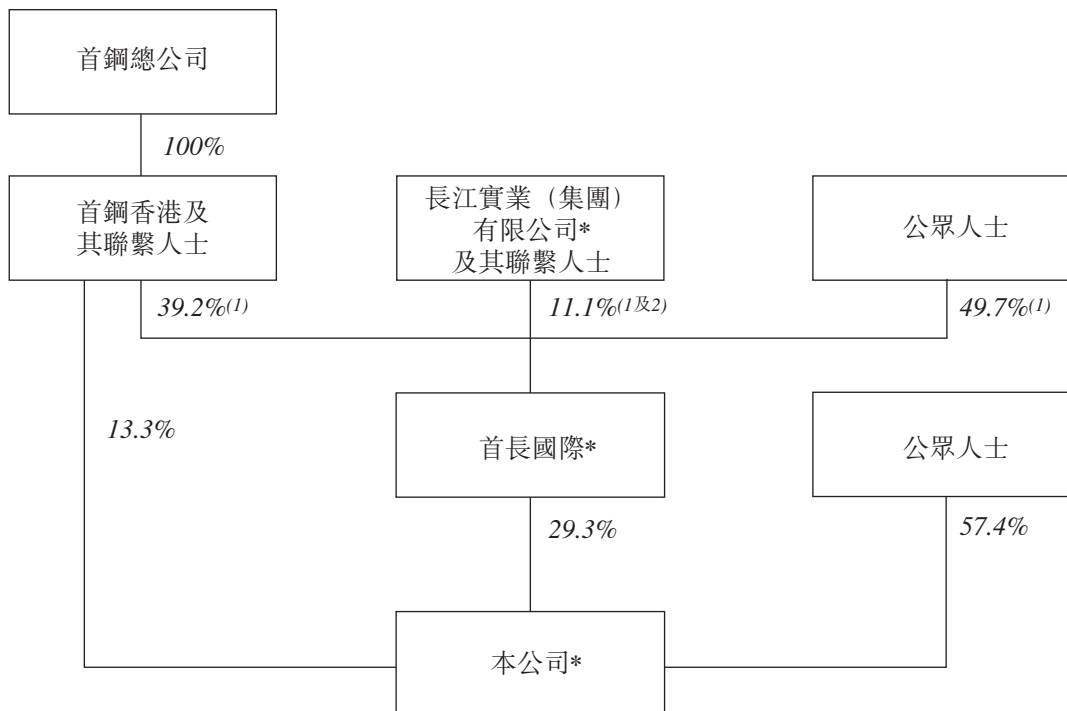 首鋼總公司
100%
首鋼香港及
其聯繫人士
長江實業（集團）
有限公司*
及其聯繫人士
公眾人士
39.2%(1)
11.1%(1及2)
49.7%(1)
13.3%
首長國際*
公眾人士
29.3%
57.4%
本公司*